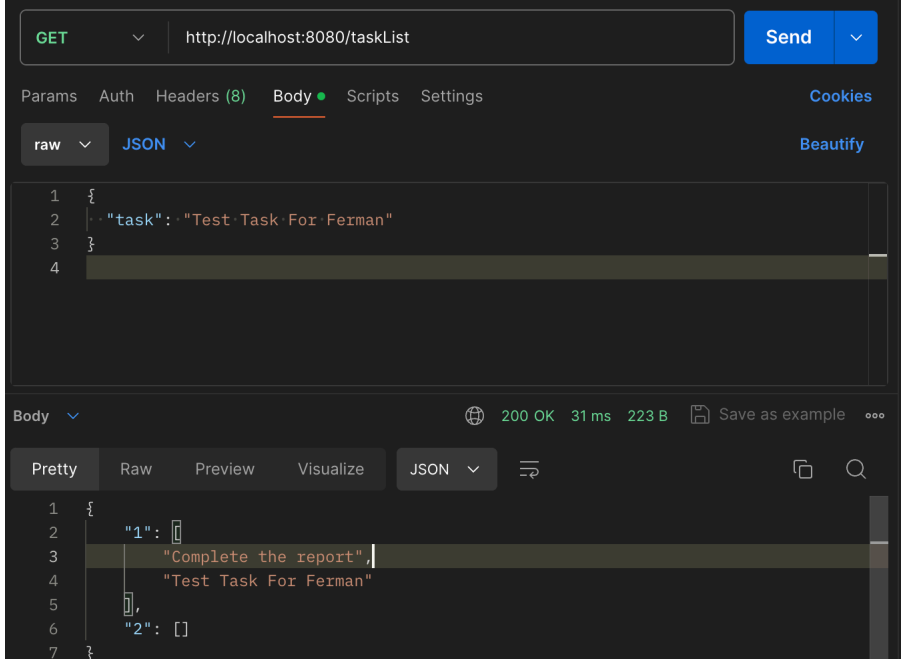 GET http://localhost:8080/taskList Send
Params Auth Headers (8) Body Scripts Settings Cookies
raw JSON Beautify
1 {
2 "task": "Test Task For Ferman"
3 }
4
Body 200 OK 31 ms 223 B Save as example
Pretty Raw Preview Visualize JSON
1 {
2 "1": [
3 "Complete the report",
4 "Test Task For Ferman"
5 ],
6 "2": []
7 }